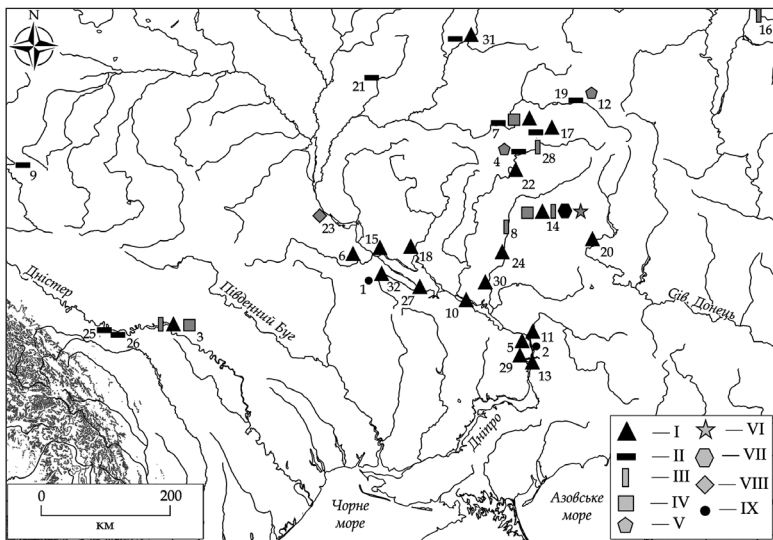 N
31
16
21
19
12
7
17
4
28
9
22
23
14
8
15
18
6
20
24
1
32
27
30
10
Дністер
Південний Буг
Сів. Донець
25
26
3
11
5
2
29
13
Дніпро
0
200
км
Чорне
море
Азовське
море
— I
— II
— III
— IV
— V
— VI
— VII
— VIII
— IX